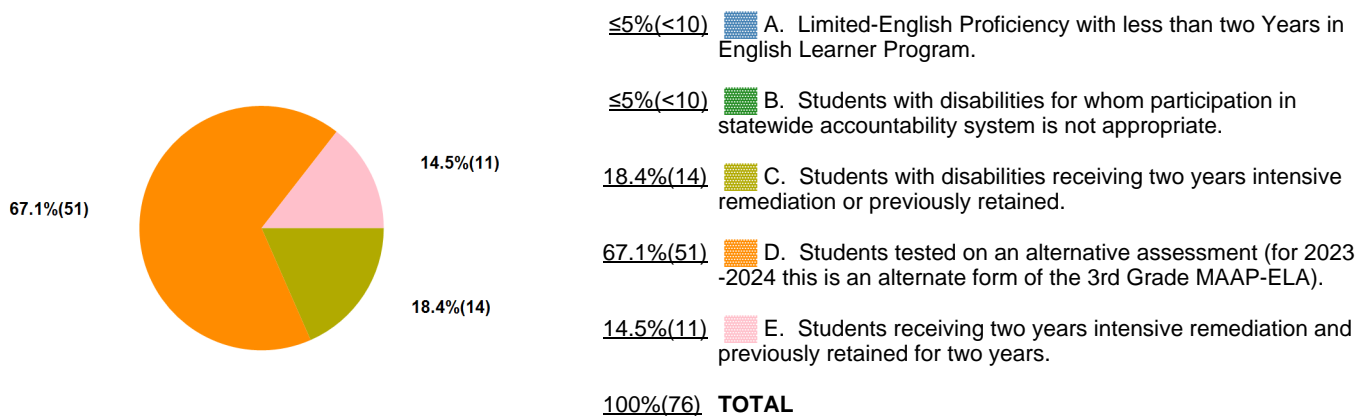 14.5%(11)
67.1%(51)
18.4%(14)
≤5%(<10) A. Limited-English Proficiency with less than two Years in
English Learner Program.
≤5%(<10) B. Students with disabilities for whom participation in
statewide accountability system is not appropriate.
18.4%(14) C. Students with disabilities receiving two years intensive
remediation or previously retained.
67.1%(51) D. Students tested on an alternative assessment (for 2023
-2024 this is an alternate form of the 3rd Grade MAAP-ELA).
14.5%(11) E. Students receiving two years intensive remediation and
previously retained for two years.
100%(76) TOTAL